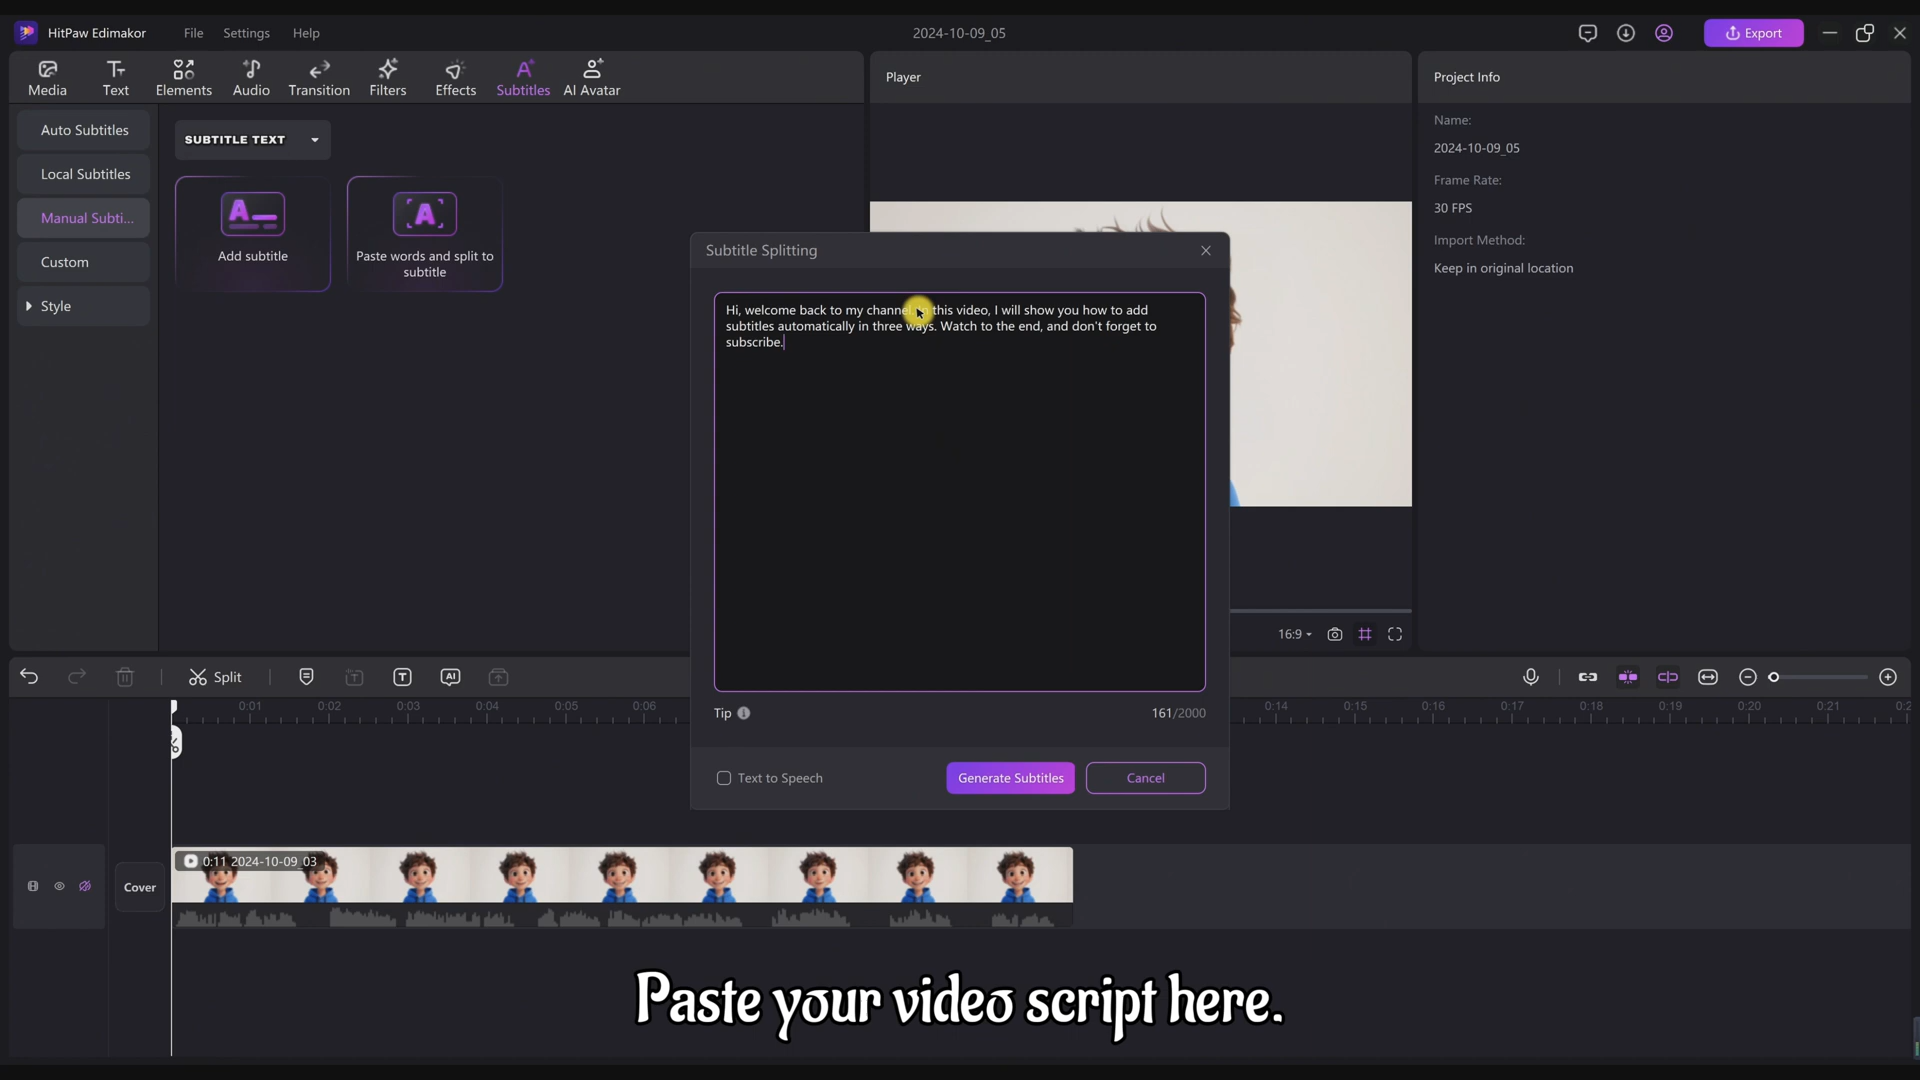 HitPaw Edimakor
File
Settings
Help
2024-10-09_05
Export
Media
Text
Elements
Audio
Transition
Filters
Effects
Subtitles
AI Avatar
Player
Project Info
Auto Subtitles
Local Subtitles
Manual Subti...
Custom
Style
SUBTITLE TEXT
Add subtitle
Paste words and split to
subtitle
Name:
2024-10-09_05
Frame Rate:
30 FPS
Import Method:
Keep in original location
Subtitle Splitting
Hi, welcome back to my channel. In this video, I will show you how to add
subtitles automatically in three ways. Watch to the end, and don't forget to
subscribe.
Tip
161/2000
Text to Speech
Generate Subtitles
Cancel
16:9
Split
AI
0:01
0:02
0:03
0:04
0:05
0:06
0:14
0:15
0:16
0:17
0:18
0:19
0:20
0:21
Cover
0:11 2024-10-09_03
Paste your video script here.